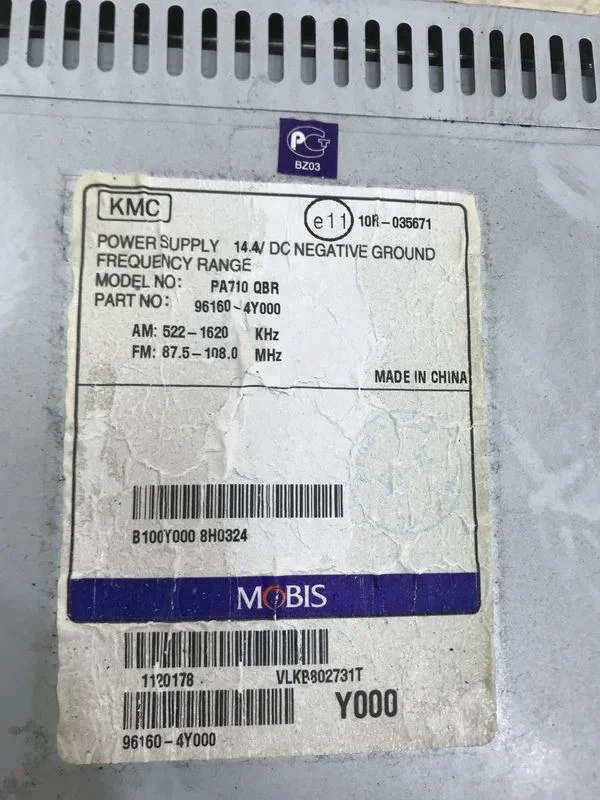 PCT
BZ03
KMC
e11 10R-035671
POWER SUPPLY 14.4V DC NEGATIVE GROUND
FREQUENCY RANGE
MODEL NO: PA710 QBR
PART NO: 96160-4Y000
AM: 522-1620 KHz
FM: 87.5-108.0 MHz
MADE IN CHINA
B100Y000 8H0324
MOBIS
1120178 VLKB802731T
Y000
96160-4Y000